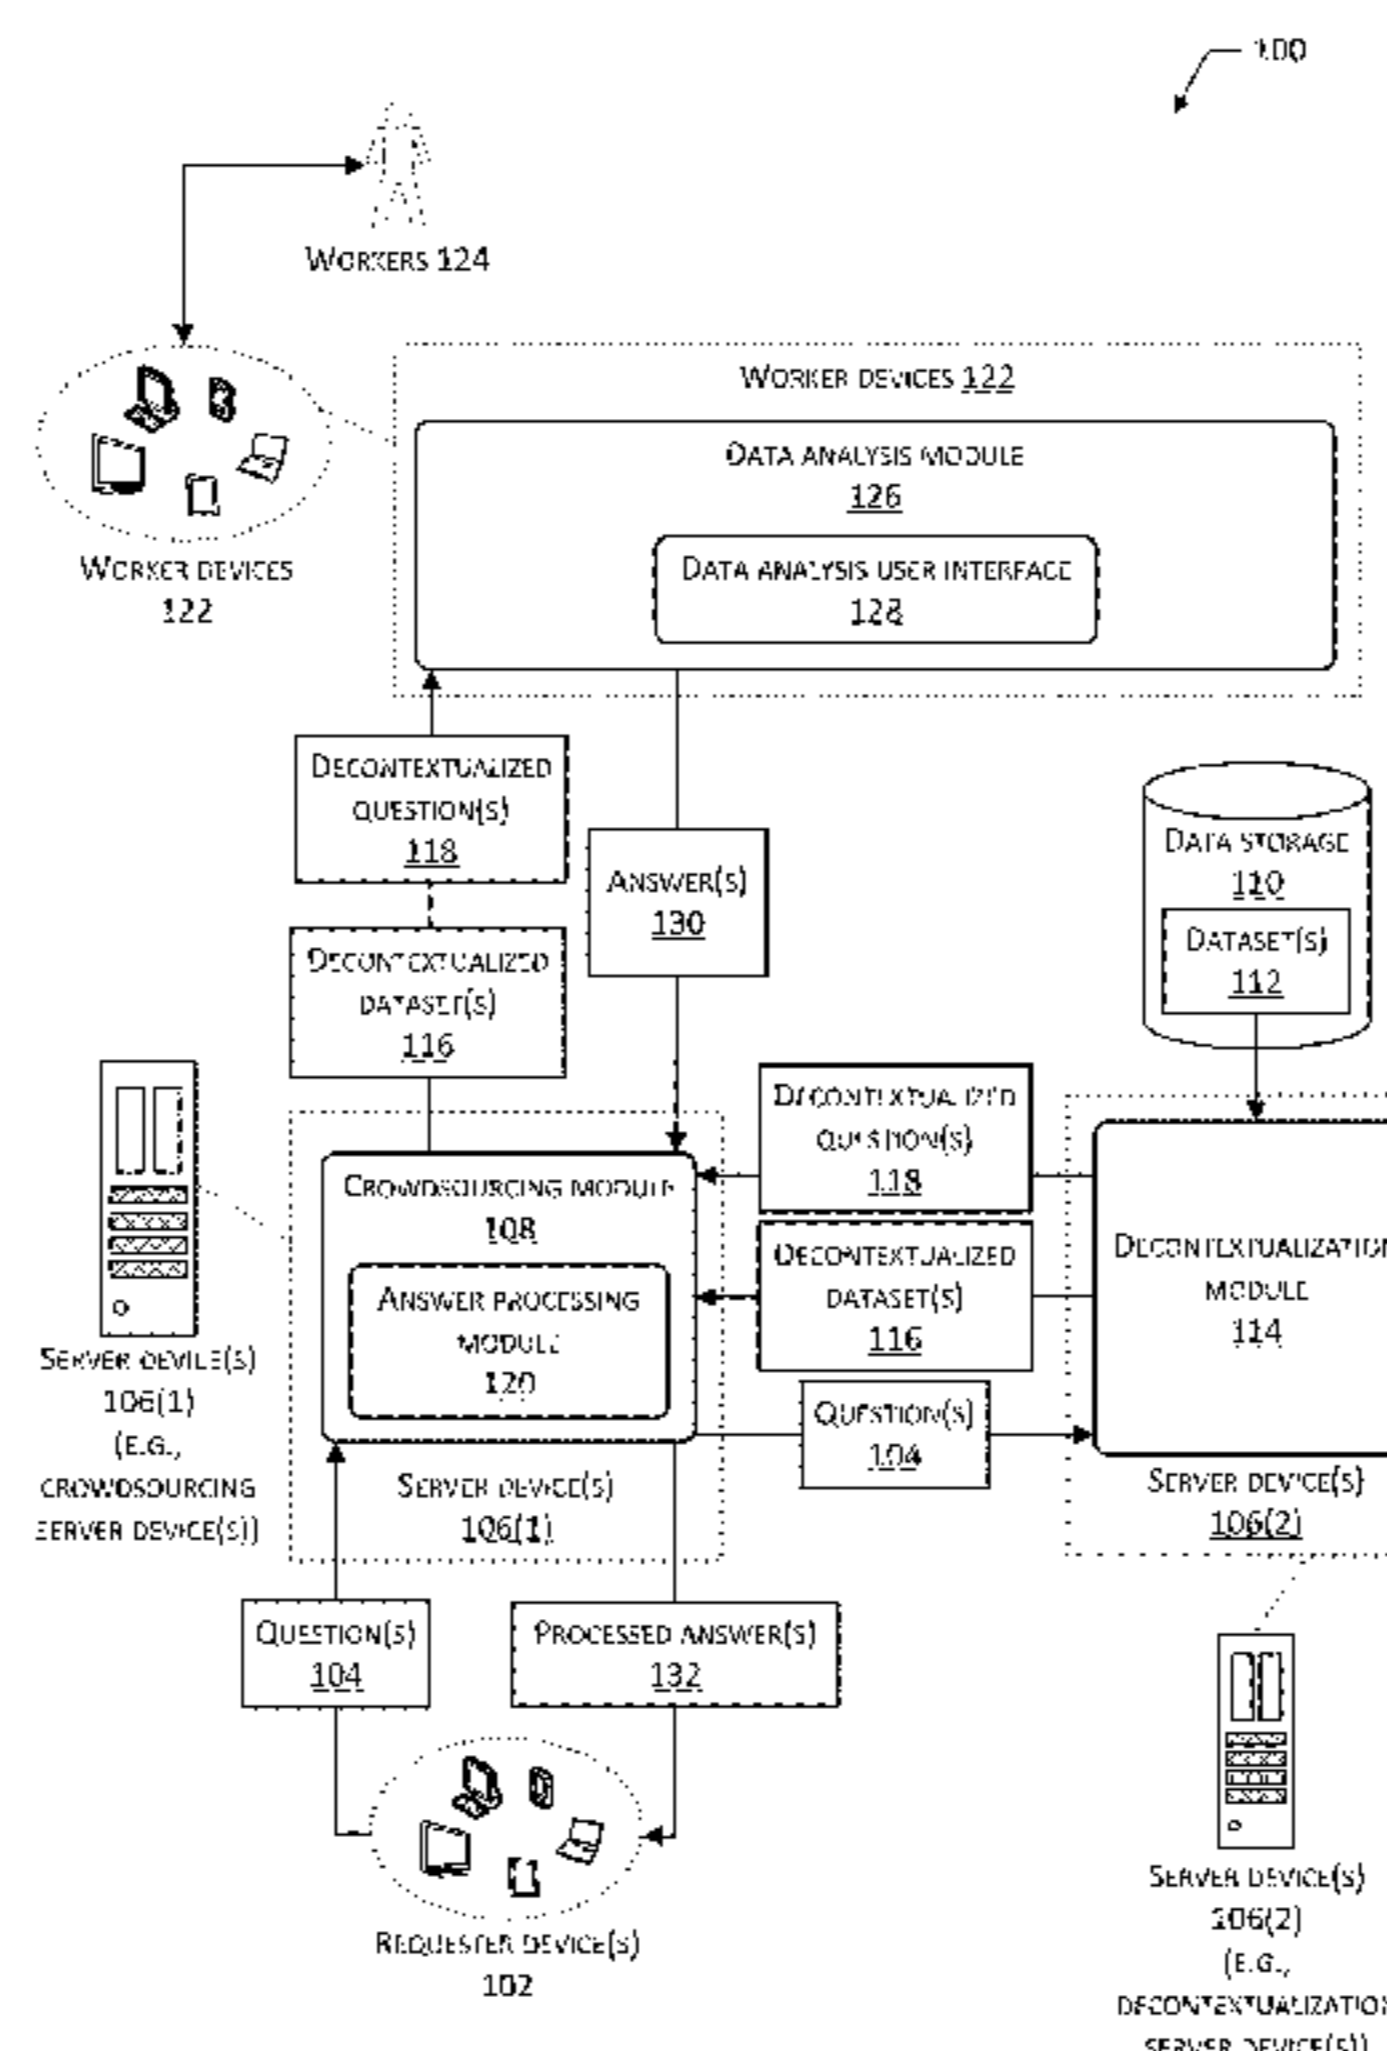 100
WORKERS 124
WORKER DEVICES 122
DATA ANALYSIS MODULE
126
DATA ANALYSIS USER INTERFACE
128
WORKER DEVICES
122
DECONTEXTUALIZED
QUESTION(S)
118
ANSWER(S)
130
DATA STORAGE
110
DATASET(S)
112
DECONTEXTUALIZED
DATASET(S)
116
DECONTEXTUALIZED
QUESTION(S)
118
CROWDSOURCING MODULE
108
ANSWER PROCESSING
MODULE
120
DECONTEXTUALIZED
DATASET(S)
116
DECONTEXTUALIZATION
MODULE
114
QUESTION(S)
104
SERVER DEVICE(S)
106(1)
(E.G.,
CROWDSOURCING
SERVER DEVICE(S))
SERVER DEVICE(S)
106(1)
SERVER DEVICE(S)
106(2)
QUESTION(S)
104
PROCESSED ANSWER(S)
132
REQUESTER DEVICE(S)
102
SERVER DEVICE(S)
106(2)
(E.G.,
DECONTEXTUALIZATION
SERVER DEVICE(S))